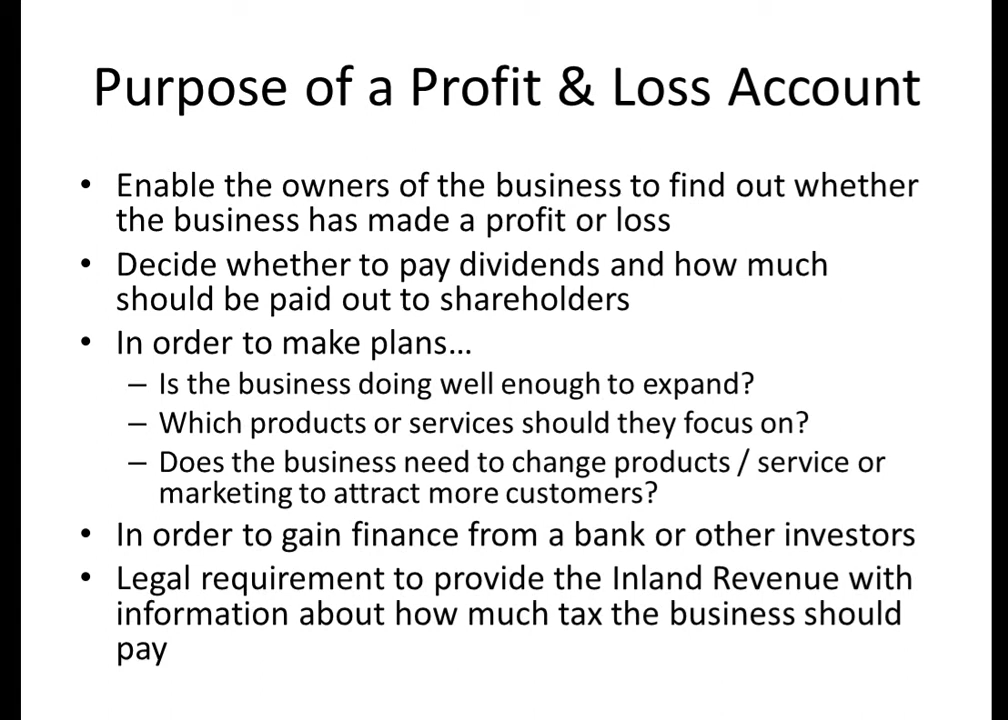 Purpose of a Profit & Loss Account
• Enable the owners of the business to find out whether
the business has made a profit or loss
• Decide whether to pay dividends and how much
should be paid out to shareholders
• In order to make plans…
– Is the business doing well enough to expand?
– Which products or services should they focus on?
– Does the business need to change products / service or
marketing to attract more customers?
• In order to gain finance from a bank or other investors
• Legal requirement to provide the Inland Revenue with
information about how much tax the business should
pay